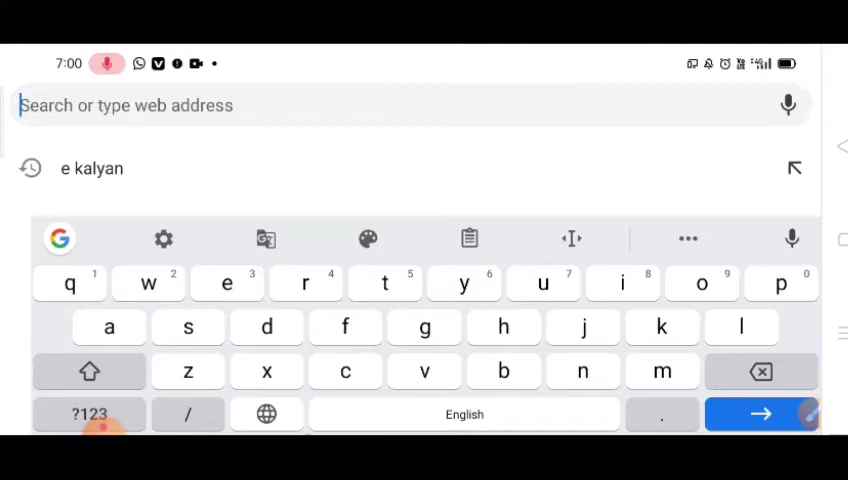 7:00
Search or type web address
e kalyan
q 1 w 2 e 3 r 4 t 5 y 6 u 7 i 8 o 9 p 0
a s d f g h j k l
z x c v b n m
?123 / English .